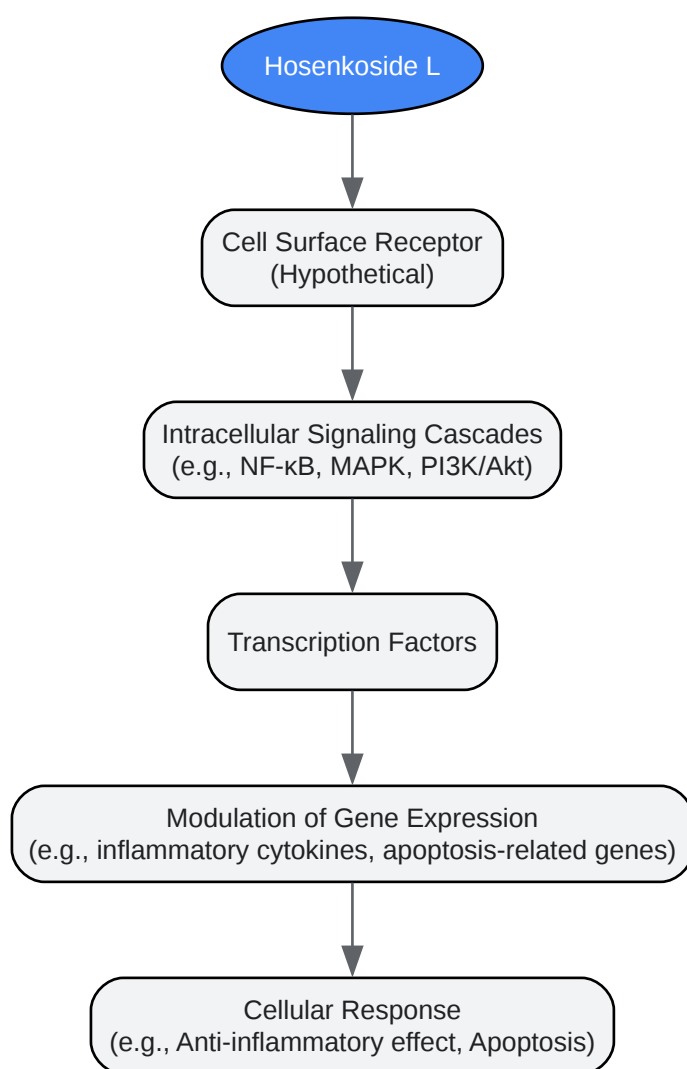 Hosenkoside L
Cell Surface Receptor
(Hypothetical)
Intracellular Signaling Cascades
(e.g., NF-κB, MAPK, PI3K/Akt)
Transcription Factors
Modulation of Gene Expression
(e.g., inflammatory cytokines, apoptosis-related genes)
Cellular Response
(e.g., Anti-inflammatory effect, Apoptosis)